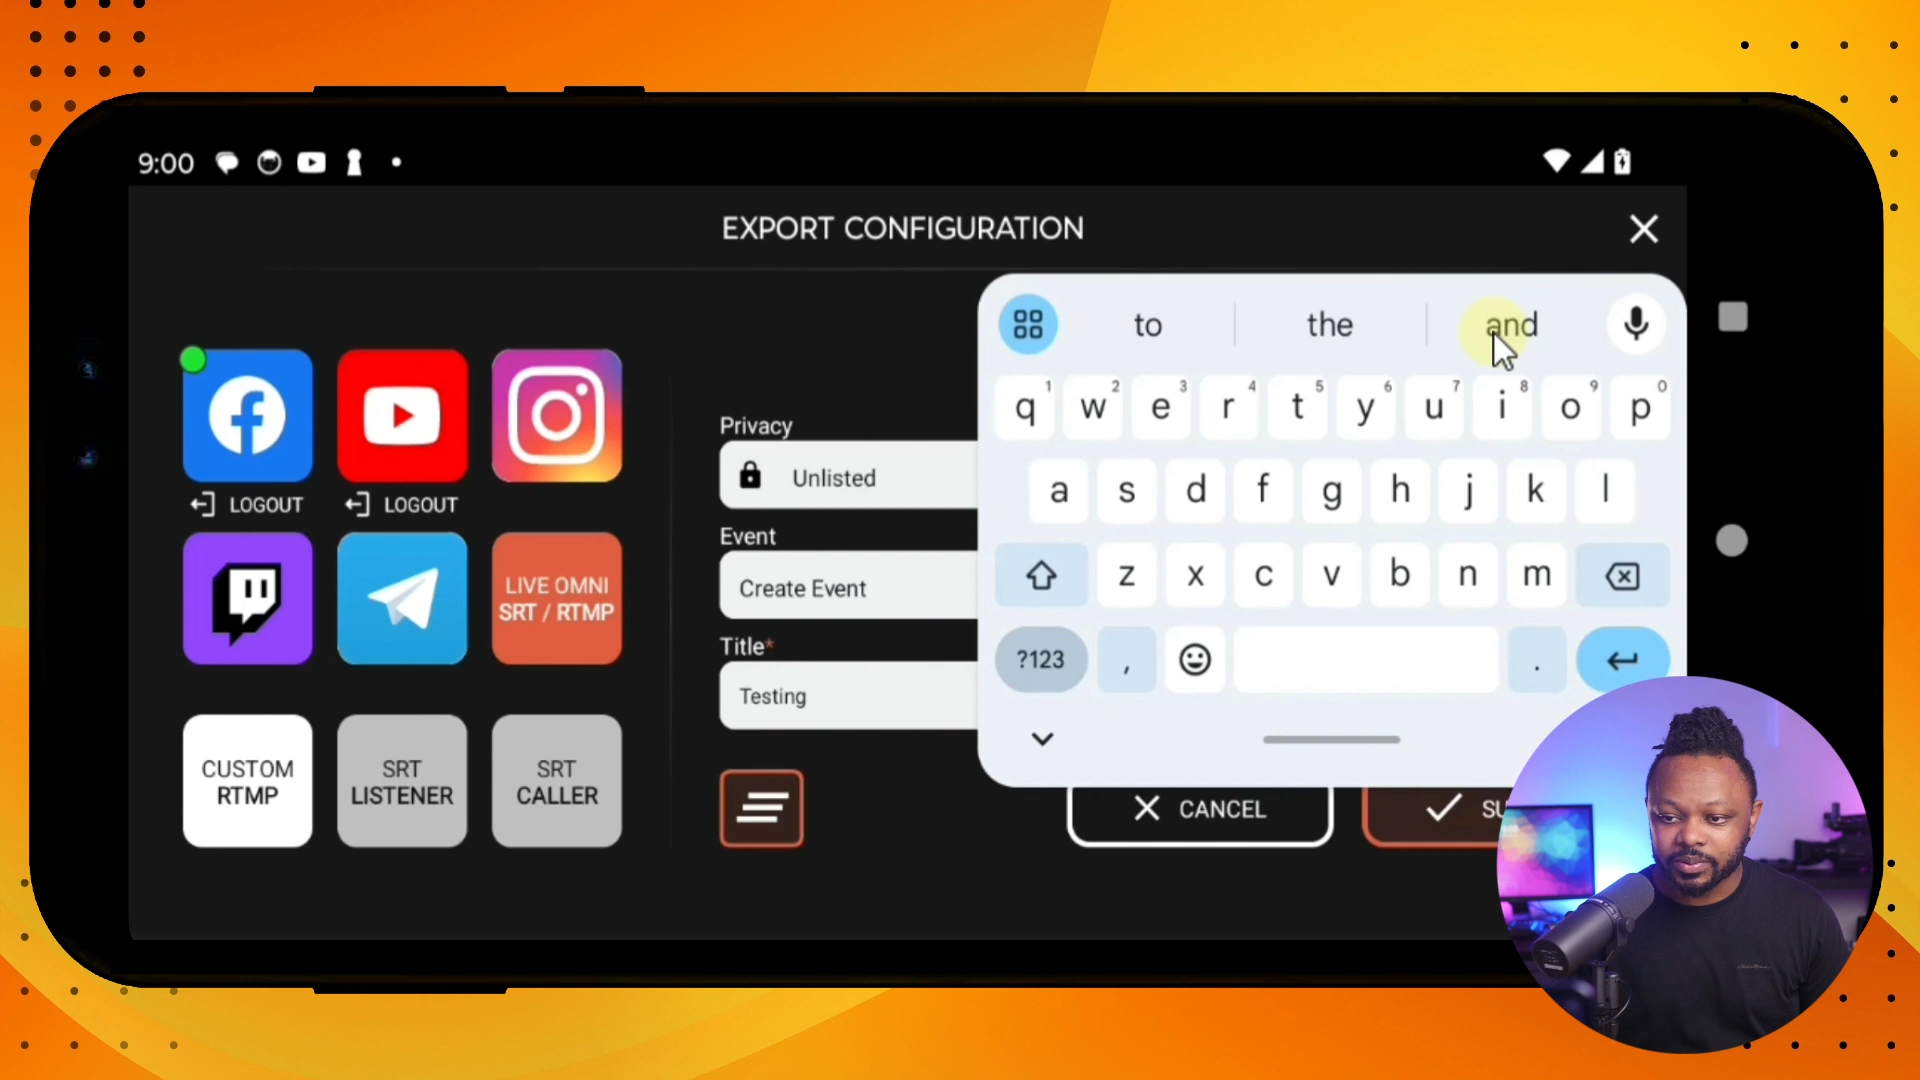 9:00
EXPORT CONFIGURATION
LOGOUT
LOGOUT
LIVE OMNI
SRT / RTMP
CUSTOM
RTMP
SRT
LISTENER
SRT
CALLER
Privacy
Unlisted
Event
Create Event
Title*
Testing
to the and
q 1 w 2 e 3 r 4 t 5 y 6 u 7 i 8 o 9 p 0
a s d f g h j k l
z x c v b n m
?123 , .
CANCEL
SU